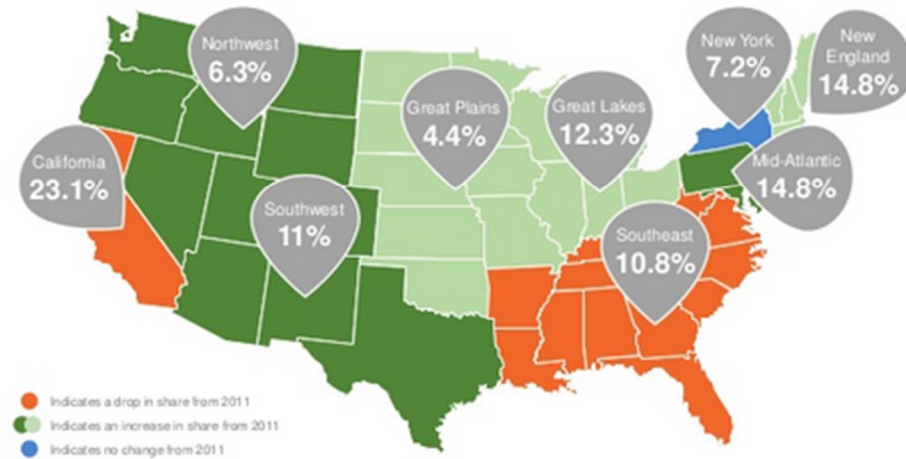 Northwest
6.3%
New York
7.2%
New
England
14.8%
Great Plains
4.4%
Great Lakes
12.3%
California
23.1%
Mid-Atlantic
14.8%
Southwest
11%
Southeast
10.8%
Indicates a drop in share from 2011
Indicates an increase in share from 2011
Indicates no change from 2011